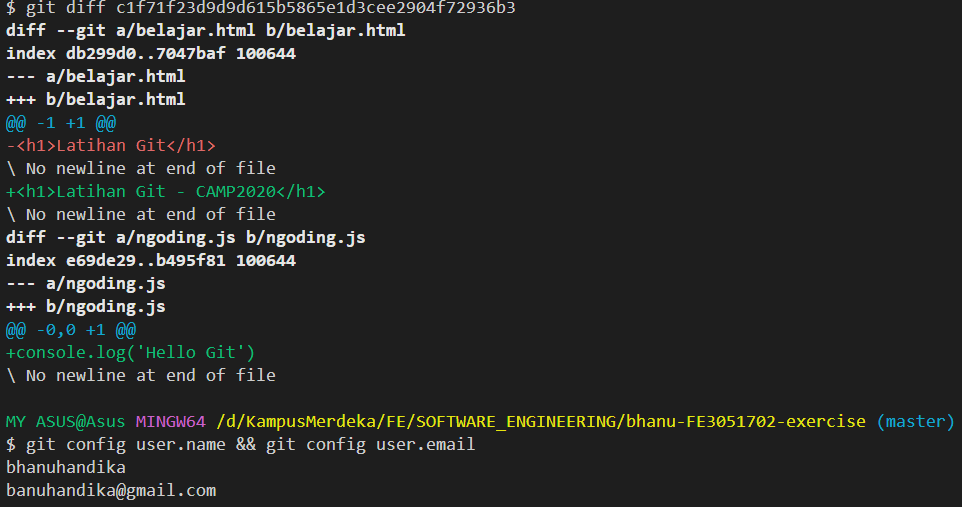 $ git diff c1f71f23d9d9d615b5865e1d3cee2904f72936b3
diff --git a/belajar.html b/belajar.html
index db299d0..7047baf 100644
--- a/belajar.html
+++ b/belajar.html
@@ -1 +1 @@
-<h1>Latihan Git</h1>
\ No newline at end of file
+<h1>Latihan Git - CAMP2020</h1>
\ No newline at end of file
diff --git a/ngoding.js b/ngoding.js
index e69de29..b495f81 100644
--- a/ngoding.js
+++ b/ngoding.js
@@ -0,0 +1 @@
+console.log('Hello Git')
\ No newline at end of file
MY ASUS@Asus MINGW64 /d/KampusMerdeka/FE/SOFTWARE_ENGINEERING/bhanu-FE3051702-exercise (master)
$ git config user.name && git config user.email
bhanuhandika
banuhandika@gmail.com